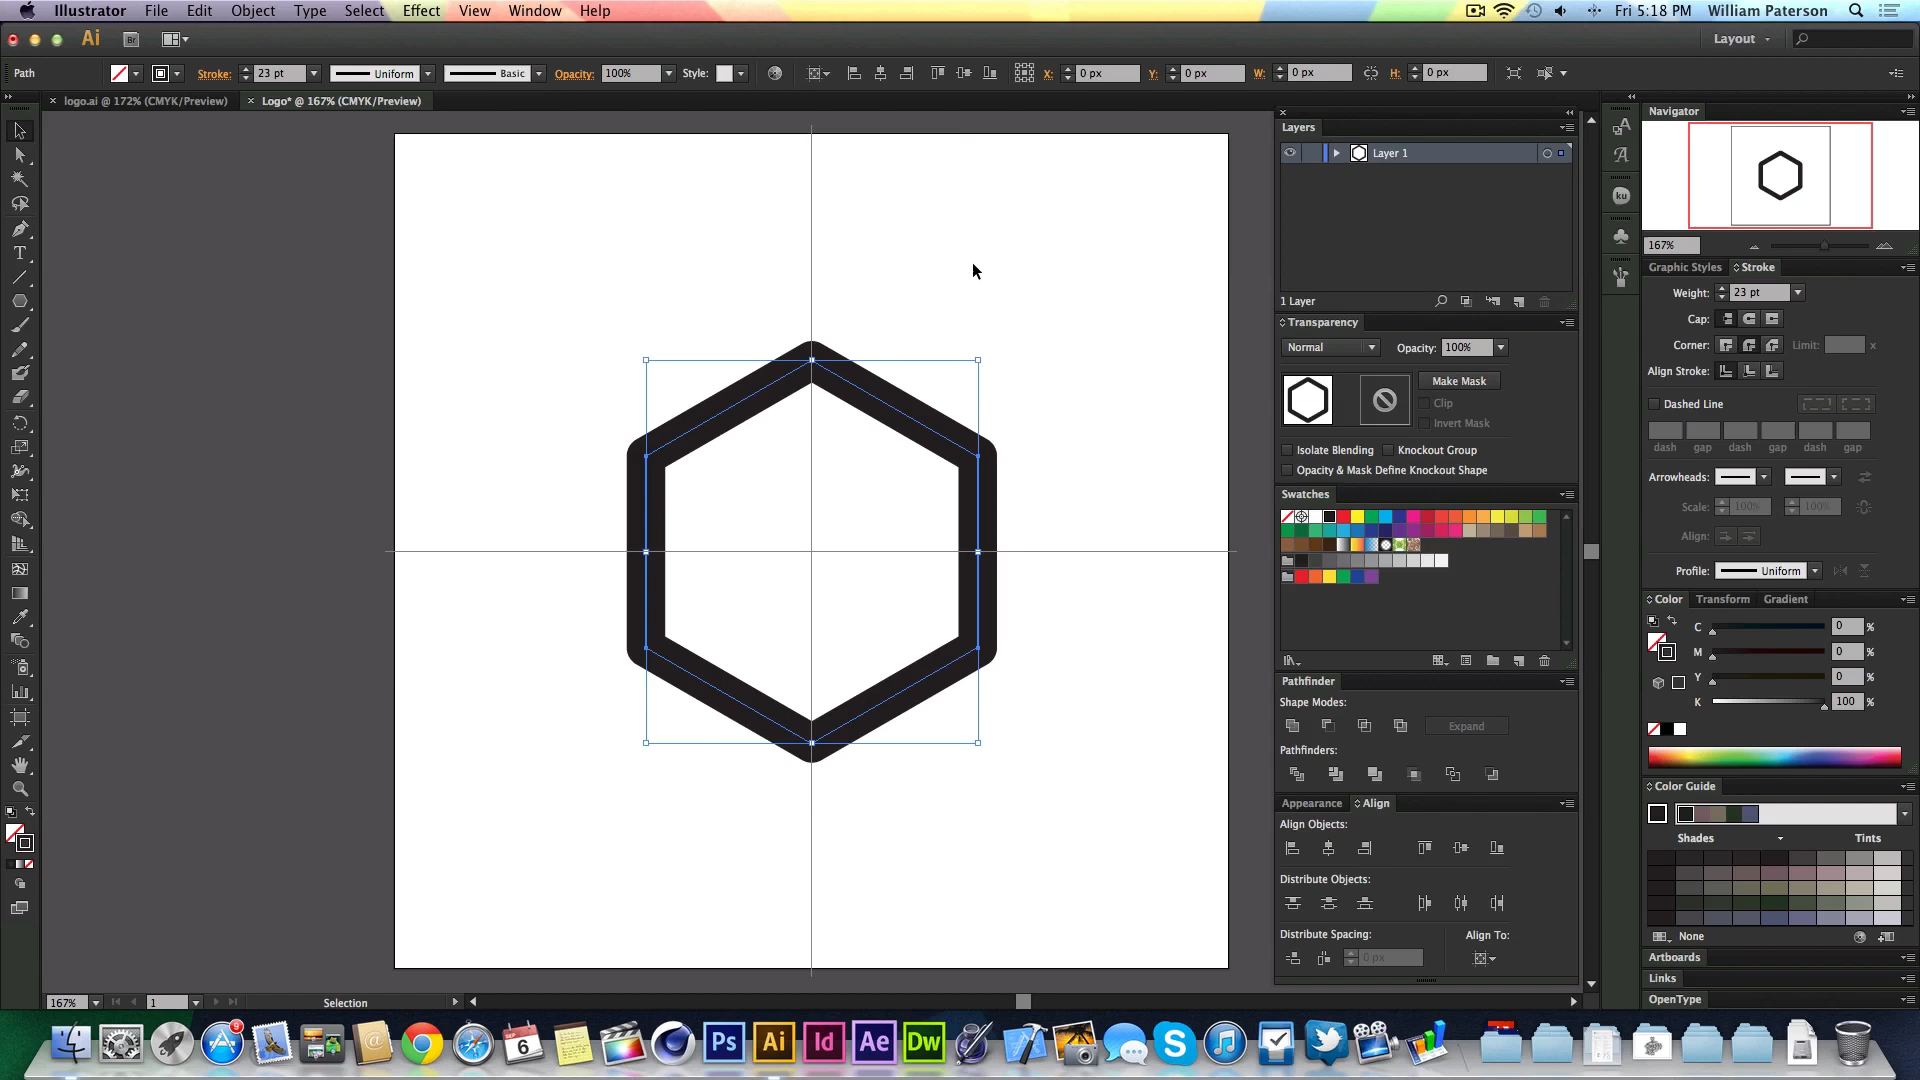 Illustrator File Edit Object Type Select Effect View Window Help Fri 5:18 PM William Paterson
Ai Br Layout
Path Stroke: 23 pt Uniform Basic Opacity: 100% Style: X: 0 px Y: 0 px W: 0 px H: 0 px
logo.ai @ 172% (CMYK/Preview) Logo* @ 167% (CMYK/Preview)
Layers
Layer 1
1 Layer
Transparency
Normal Opacity: 100%
Make Mask
Clip
Invert Mask
Isolate Blending Knockout Group
Opacity & Mask Define Knockout Shape
Swatches
Pathfinder
Shape Modes:
Expand
Pathfinders:
Appearance Align
Align Objects:
Distribute Objects:
Distribute Spacing: Align To:
0 px
ku
Navigator
167%
Graphic Styles Stroke
Weight: 23 pt
Cap:
Corner: Limit: x
Align Stroke:
Dashed Line
dash gap dash gap dash gap
Arrowheads:
Scale: 100% 100%
Align:
Profile: Uniform
Color Transform Gradient
C 0 %
M 0 %
Y 0 %
K 100 %
Color Guide
Shades Tints
None
Artboards
Links
OpenType
167% 1 Selection
9 6 Ps Ai Id Ae Dw